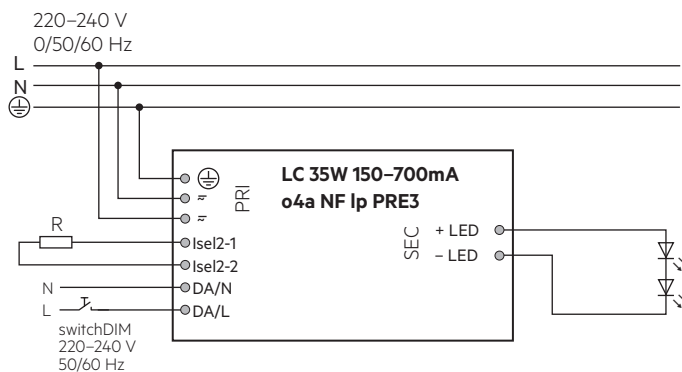 220–240 V
0/50/60 Hz
L
N
LC 35W 150–700mA
o4a NF lp PRE3
PRI
SEC
+ LED
– LED
R
Isel2-1
Isel2-2
N
DA/N
L
DA/L
switchDIM
220–240 V
50/60 Hz